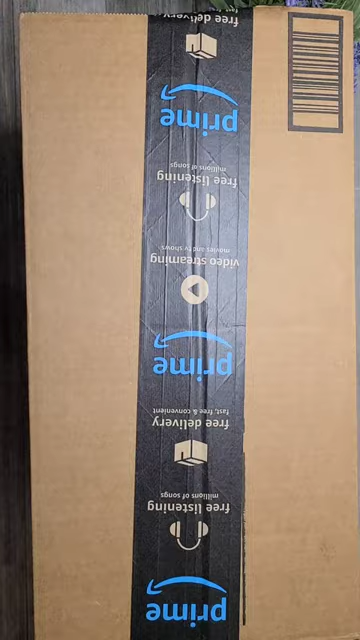 prime
free listening
millions of songs
free delivery
fast, free & convenient
prime
video streaming
movies and tv shows
free listening
millions of songs
prime
free delivery